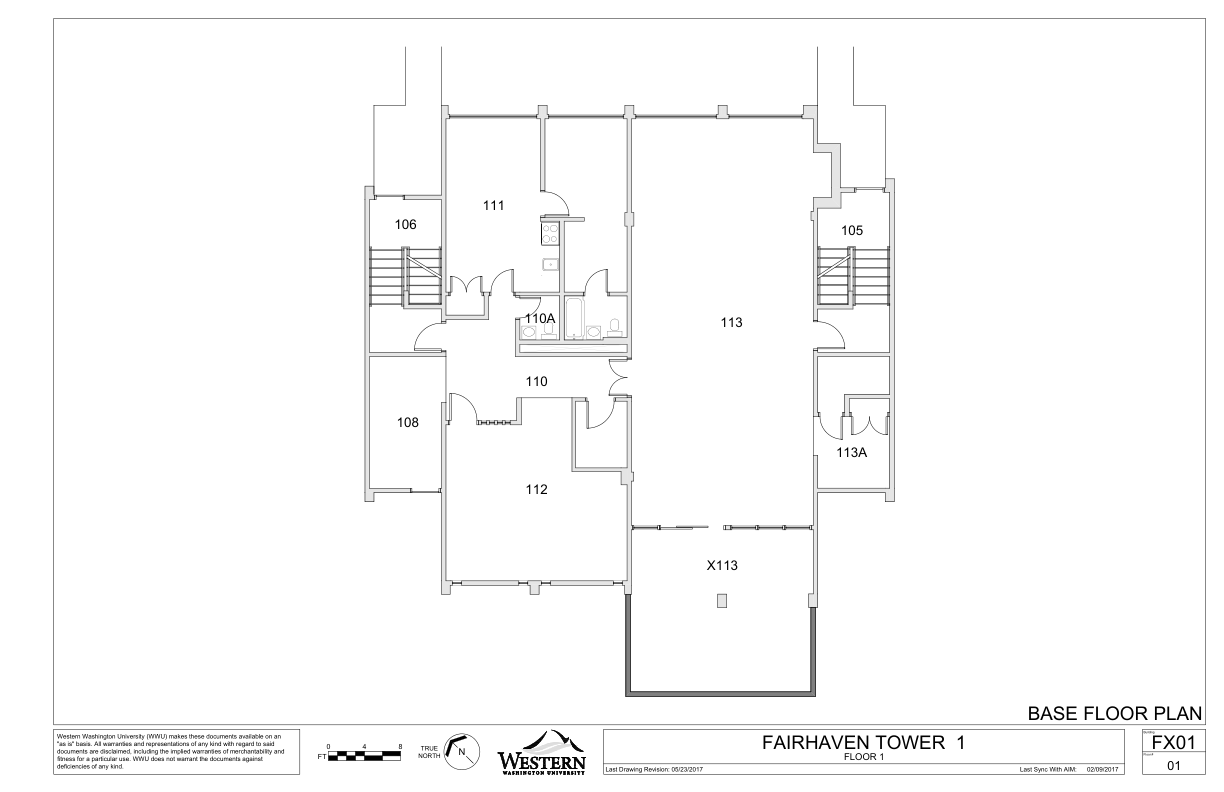 106
111
105
110A
113
110
108
113A
112
X113
BASE FLOOR PLAN
Western Washington University (WWU) makes these documents available on an
"as is" basis. All warranties and representations of any kind with regard to said
documents are disclaimed, including the implied warranties of merchantability and
fitness for a particular use. WWU does not warrant the documents against
deficiencies of any kind.
0 4 8
FT
TRUE
NORTH
N
WESTERN
WASHINGTON UNIVERSITY
FAIRHAVEN TOWER 1
FLOOR 1
Last Drawing Revision: 05/23/2017
Last Sync With AIM: 02/09/2017
FX01
01